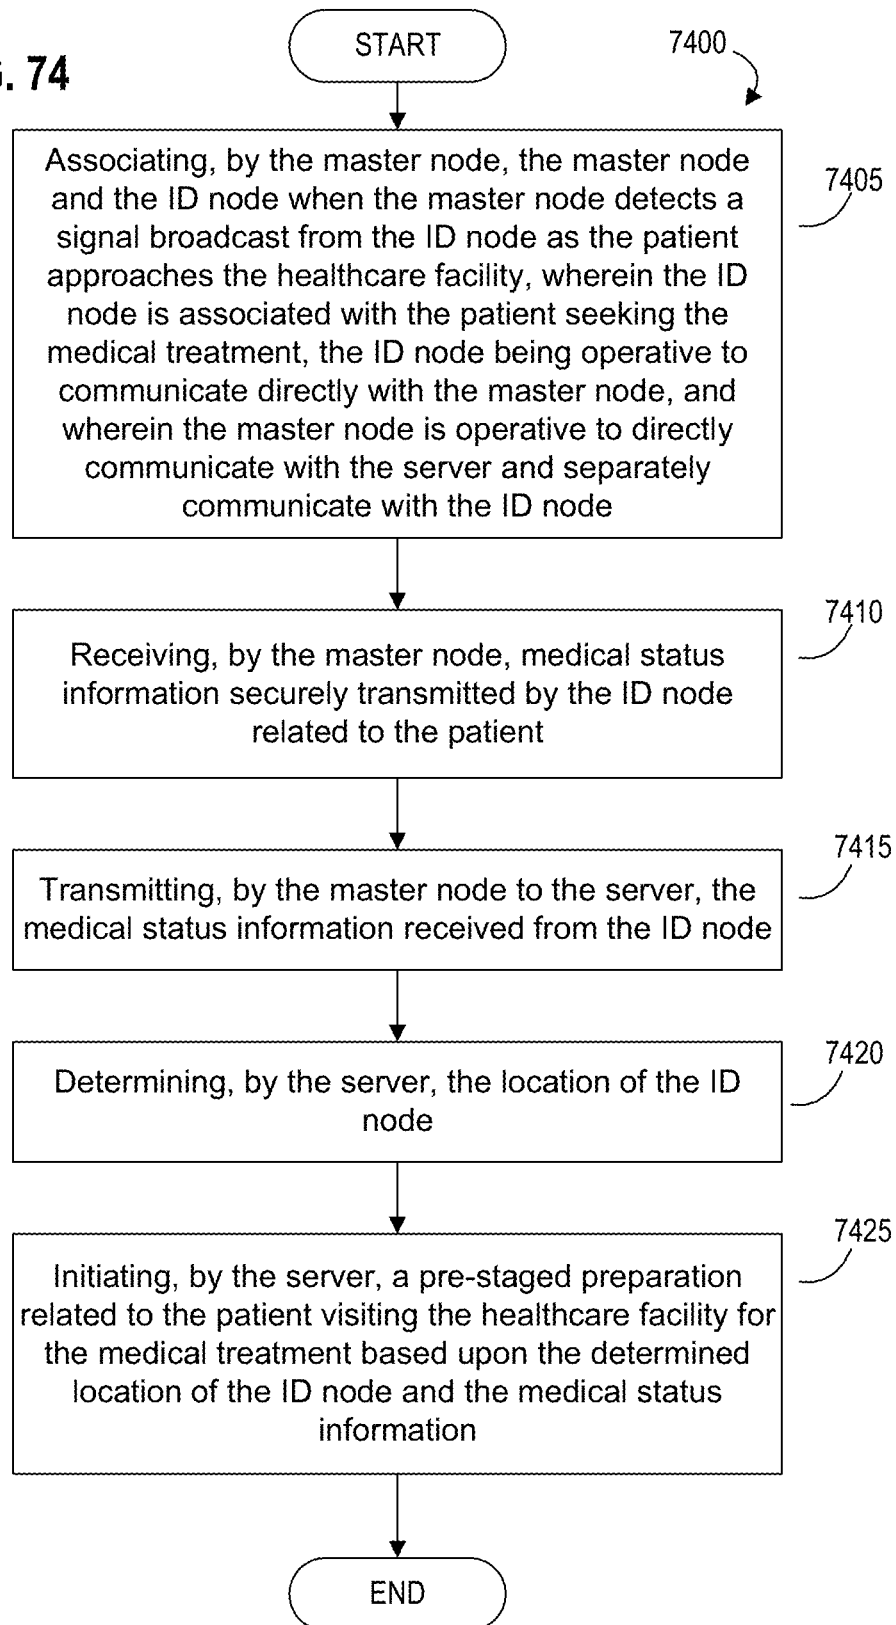 START
7400
. 74
Associating, by the master node, the master node
and the ID node when the master node detects a
signal broadcast from the ID node as the patient
approaches the healthcare facility, wherein the ID
node is associated with the patient seeking the
medical treatment, the ID node being operative to
communicate directly with the master node, and
wherein the master node is operative to directly
communicate with the server and separately
communicate with the ID node
7405
Receiving, by the master node, medical status
information securely transmitted by the ID node
related to the patient
7410
Transmitting, by the master node to the server, the
medical status information received from the ID node
7415
Determining, by the server, the location of the ID
node
7420
Initiating, by the server, a pre-staged preparation
related to the patient visiting the healthcare facility for
the medical treatment based upon the determined
location of the ID node and the medical status
information
7425
END